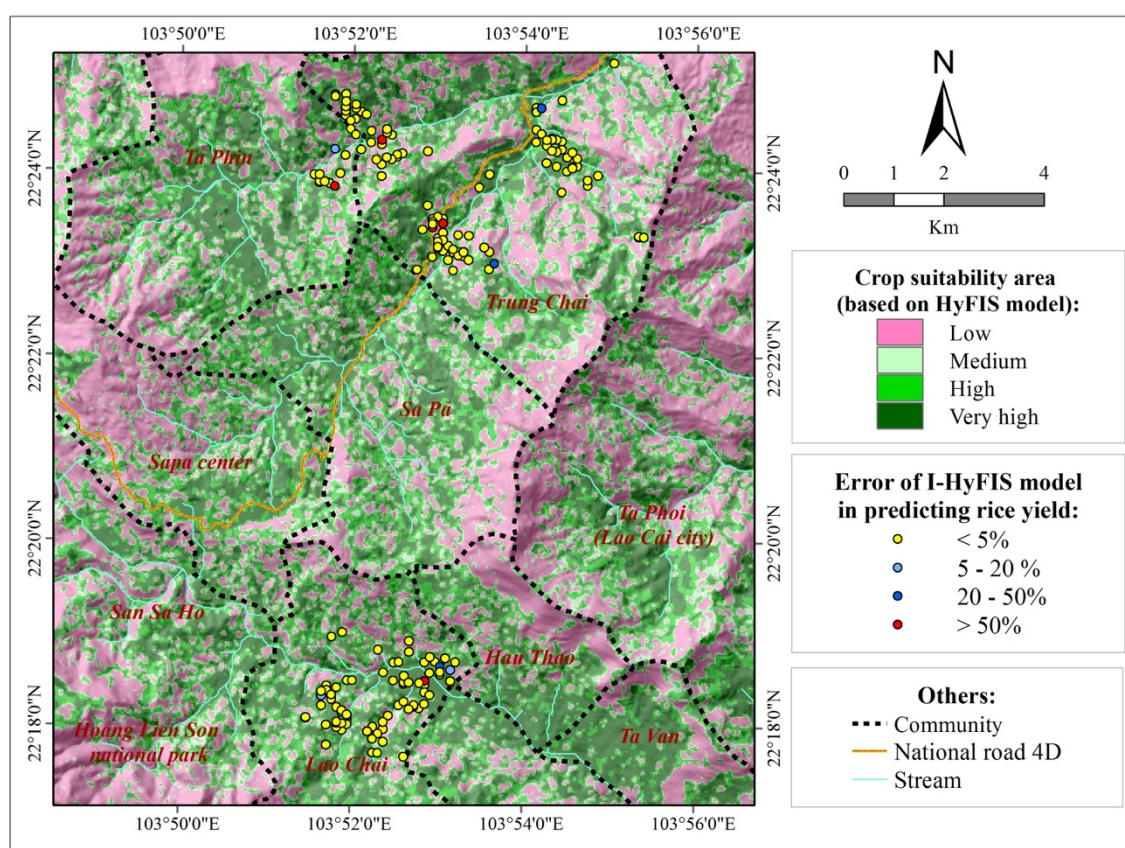 103°50'0"E
103°52'0"E
103°54'0"E
103°56'0"E
22°24'0"N
22°22'0"N
22°20'0"N
22°18'0"N
Ta Phin
Trung Chai
Sa Pả
Sapa center
Ta Phoi
(Lao Cai city)
San Sa Ho
Hau Thao
Hoang Lien Son
national park
Lao Chai
Ta Van
22°24'0"N
22°22'0"N
22°20'0"N
22°18'0"N
103°50'0"E
103°52'0"E
103°54'0"E
103°56'0"E
N
0 1 2 4
Km
Crop suitability area
(based on HyFIS model):
Low
Medium
High
Very high
Error of I-HyFIS model
in predicting rice yield:
< 5%
5 - 20 %
20 - 50%
> 50%
Others:
Community
National road 4D
Stream